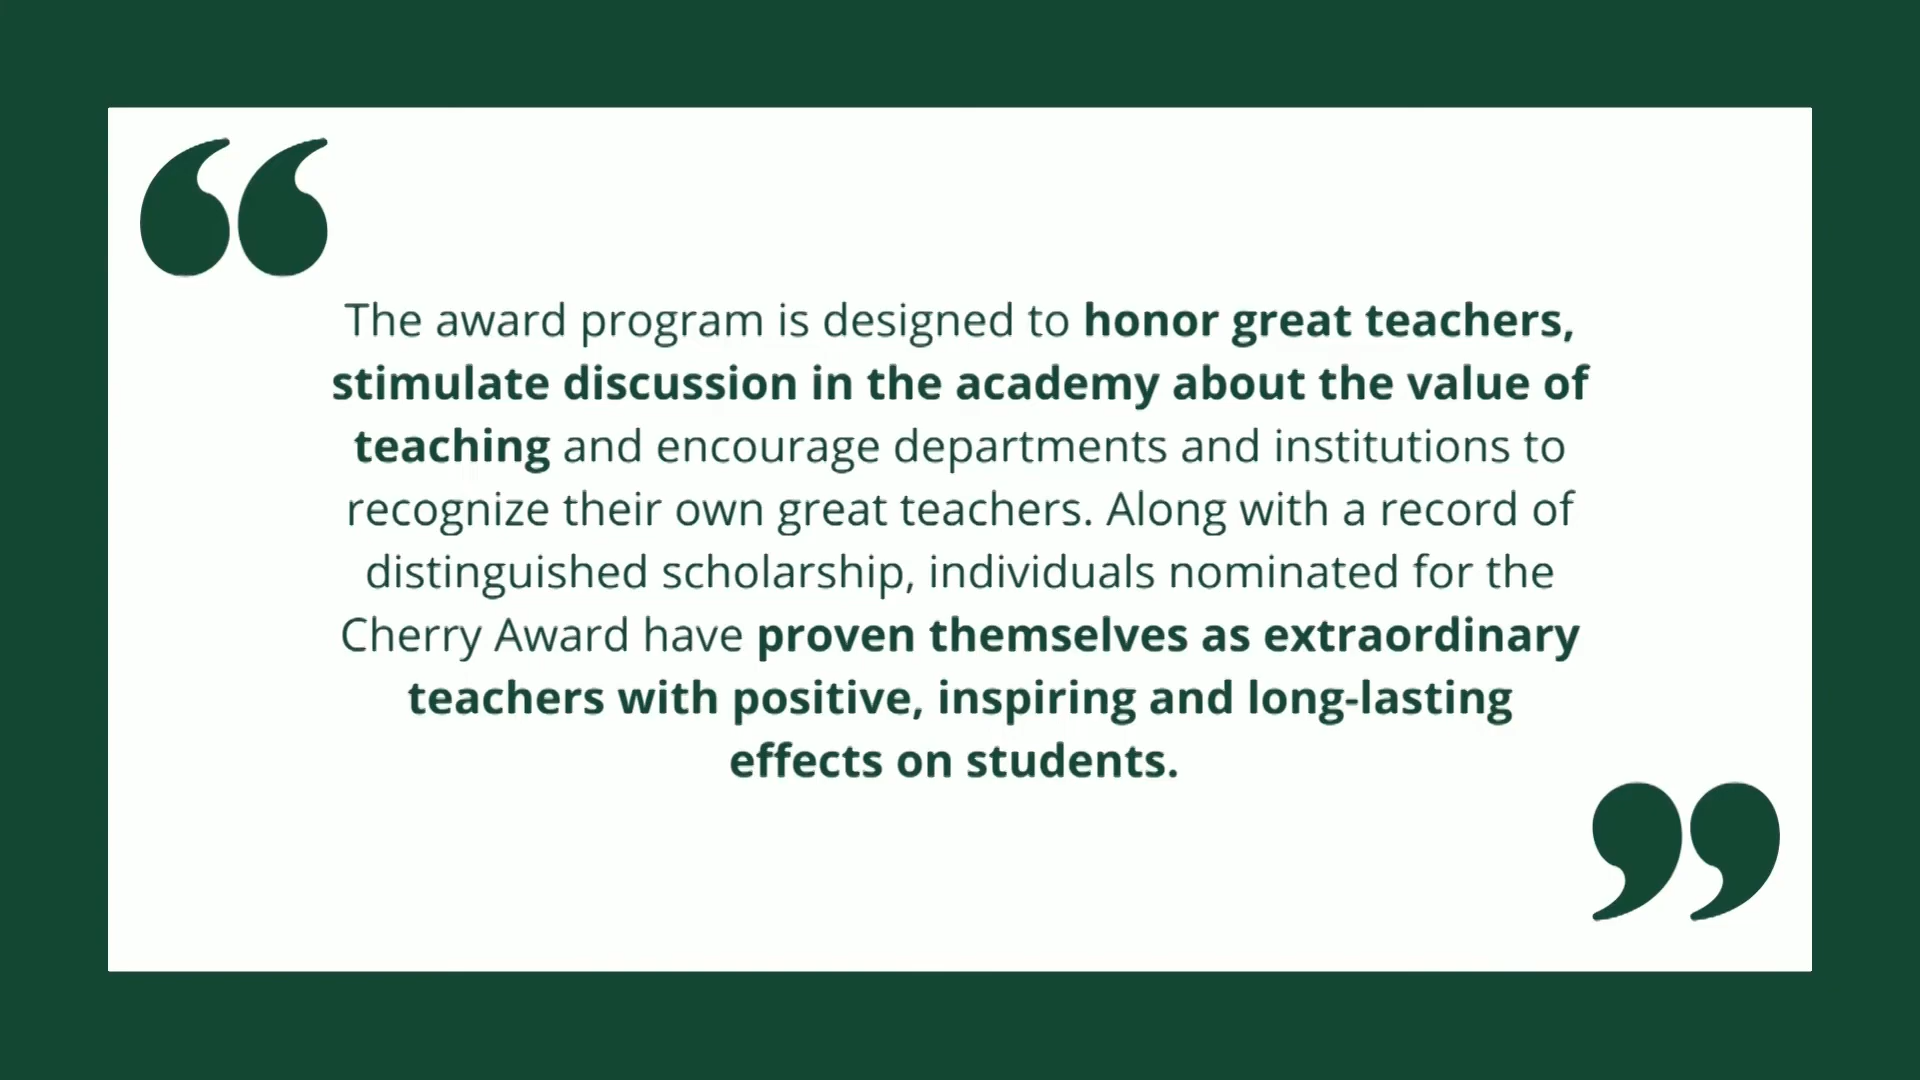 The award program is designed to honor great teachers,
stimulate discussion in the academy about the value of
teaching and encourage departments and institutions to
recognize their own great teachers. Along with a record of
distinguished scholarship, individuals nominated for the
Cherry Award have proven themselves as extraordinary
teachers with positive, inspiring and long-lasting
effects on students.